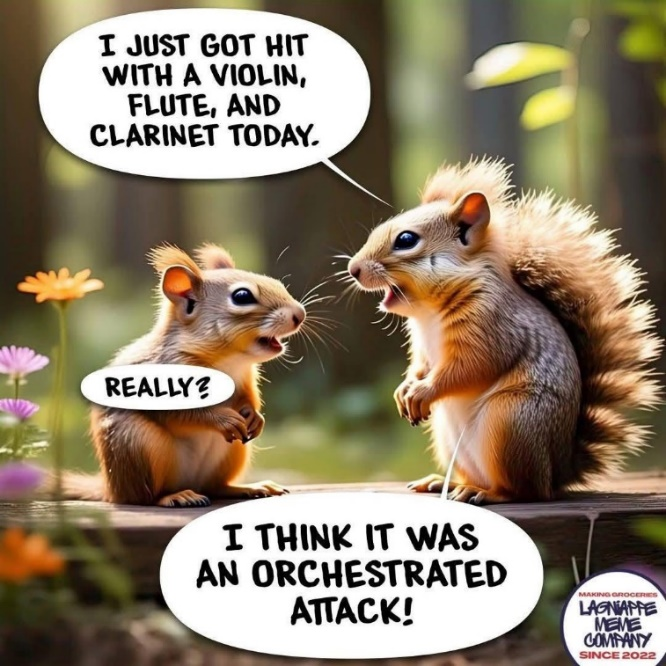 I JUST GOT HIT
WITH A VIOLIN,
FLUTE, AND
CLARINET TODAY.
REALLY?
I THINK IT WAS
AN ORCHESTRATED
ATTACK!
MAKING GROCERIES
LAGNIAPPE
MEME
COMPANY
SINCE 2022